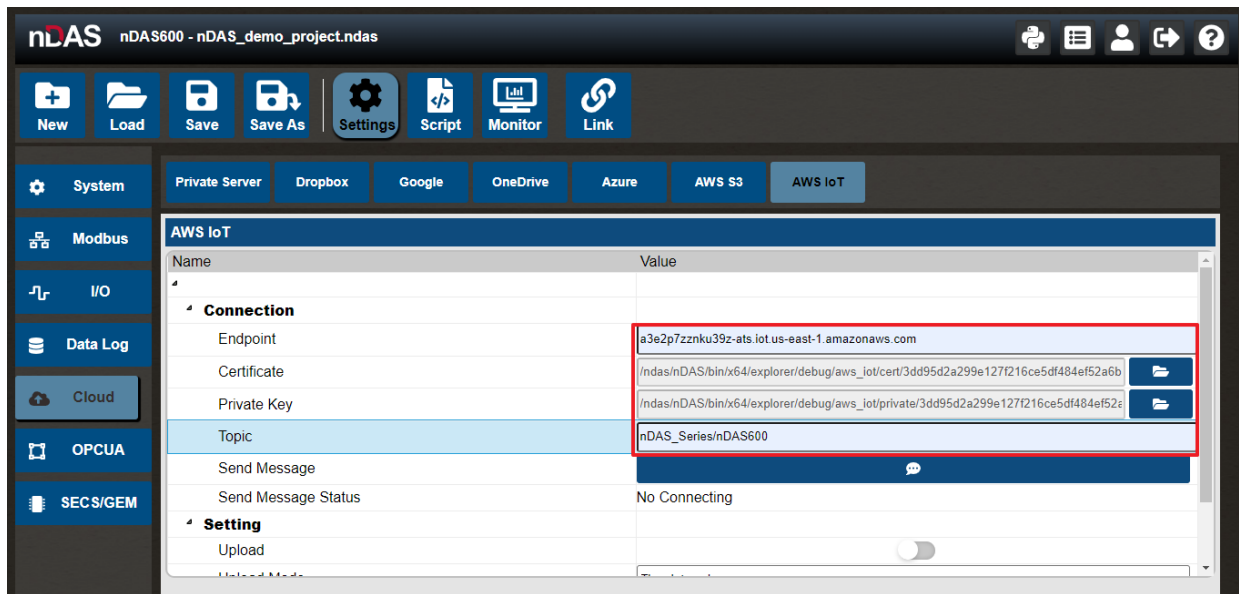 nDAS nDAS600 - nDAS_demo_project.ndas
New Load Save Save As Settings Script Monitor Link
System
Modbus
I/O
Data Log
Cloud
OPCUA
SECS/GEM
Private Server Dropbox Google OneDrive Azure AWS S3 AWS IoT
AWS IoT
Name Value
Connection
Endpoint a3e2p7zznku39z-ats.iot.us-east-1.amazonaws.com
Certificate /ndas/nDAS/bin/x64/explorer/debug/aws_iot/cert/3dd95d2a299e127f216ce5df484ef52a6b
Private Key /ndas/nDAS/bin/x64/explorer/debug/aws_iot/private/3dd95d2a299e127f216ce5df484ef52a
Topic nDAS_Series/nDAS600
Send Message
Send Message Status No Connecting
Setting
Upload